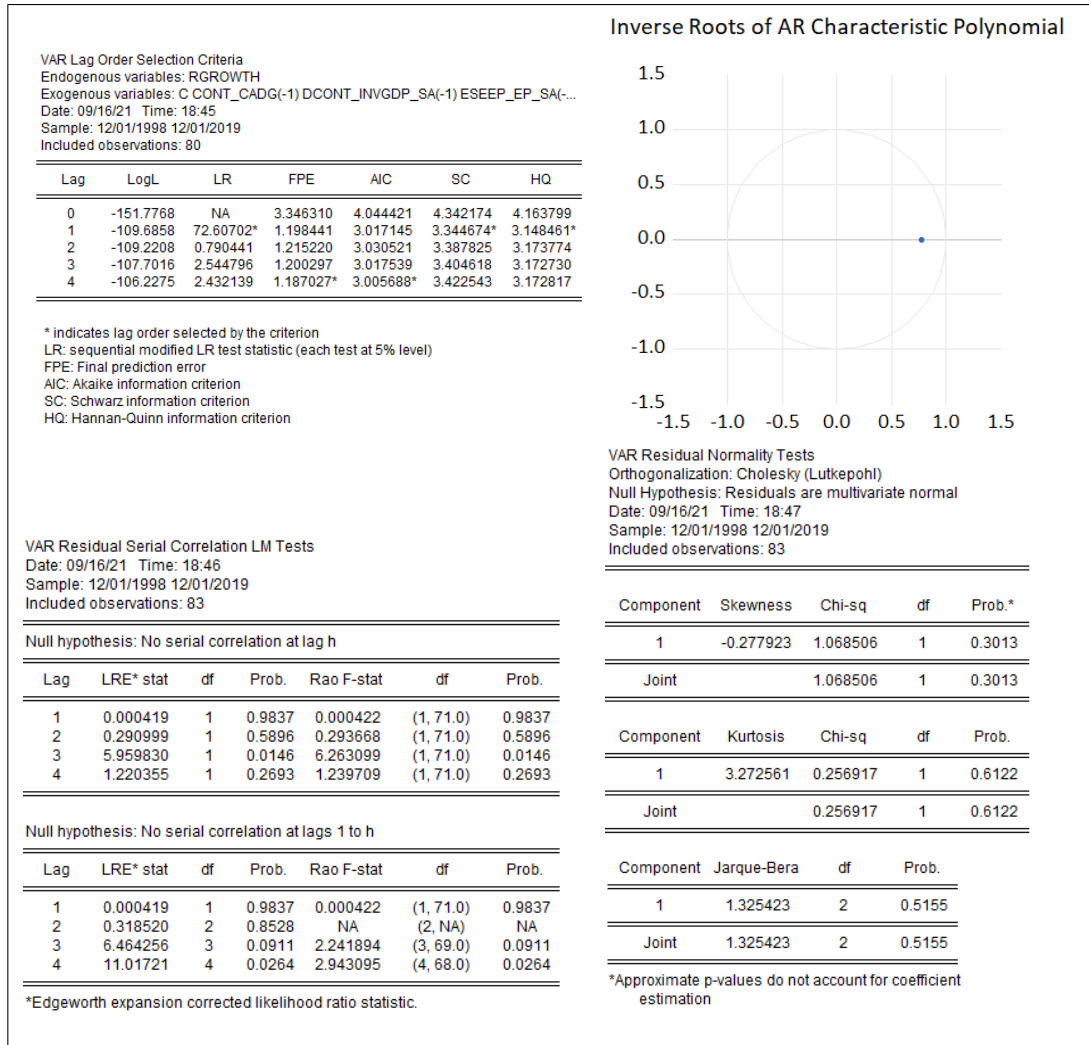 VAR Lag Order Selection Criteria
Endogenous variables: RGROWTH
Exogenous variables: C CONT_CADG(-1) DCONT_INVGDP_SA(-1) ESEEP_EP_SA(-...
Date: 09/16/21 Time: 18:45
Sample: 12/01/1998 12/01/2019
Included observations: 80
Lag LogL LR FPE AIC SC HQ
0 -151.7768 NA 3.346310 4.044421 4.342174 4.163799
1 -109.6858 72.60702* 1.198441 3.017145 3.344674* 3.148461*
2 -109.2208 0.790441 1.215220 3.030521 3.387825 3.173774
3 -107.7016 2.544796 1.200297 3.017539 3.404618 3.172730
4 -106.2275 2.432139 1.187027* 3.005688* 3.422543 3.172817
* indicates lag order selected by the criterion
LR: sequential modified LR test statistic (each test at 5% level)
FPE: Final prediction error
AIC: Akaike information criterion
SC: Schwarz information criterion
HQ: Hannan-Quinn information criterion
Inverse Roots of AR Characteristic Polynomial
1.5
1.0
0.5
0.0
-0.5
-1.0
-1.5
-1.5 -1.0 -0.5 0.0 0.5 1.0 1.5
VAR Residual Serial Correlation LM Tests
Date: 09/16/21 Time: 18:46
Sample: 12/01/1998 12/01/2019
Included observations: 83
Null hypothesis: No serial correlation at lag h
Lag LRE* stat df Prob. Rao F-stat df Prob.
1 0.000419 1 0.9837 0.000422 (1, 71.0) 0.9837
2 0.290999 1 0.5896 0.293668 (1, 71.0) 0.5896
3 5.959830 1 0.0146 6.263099 (1, 71.0) 0.0146
4 1.220355 1 0.2693 1.239709 (1, 71.0) 0.2693
Null hypothesis: No serial correlation at lags 1 to h
Lag LRE* stat df Prob. Rao F-stat df Prob.
1 0.000419 1 0.9837 0.000422 (1, 71.0) 0.9837
2 0.318520 2 0.8528 NA (2, NA) NA
3 6.464256 3 0.0911 2.241894 (3, 69.0) 0.0911
4 11.01721 4 0.0264 2.943095 (4, 68.0) 0.0264
*Edgeworth expansion corrected likelihood ratio statistic.
VAR Residual Normality Tests
Orthogonalization: Cholesky (Lutkepohl)
Null Hypothesis: Residuals are multivariate normal
Date: 09/16/21 Time: 18:47
Sample: 12/01/1998 12/01/2019
Included observations: 83
Component Skewness Chi-sq df Prob.*
1 -0.277923 1.068506 1 0.3013
Joint 1.068506 1 0.3013
Component Kurtosis Chi-sq df Prob.
1 3.272561 0.256917 1 0.6122
Joint 0.256917 1 0.6122
Component Jarque-Bera df Prob.
1 1.325423 2 0.5155
Joint 1.325423 2 0.5155
*Approximate p-values do not account for coefficient
estimation